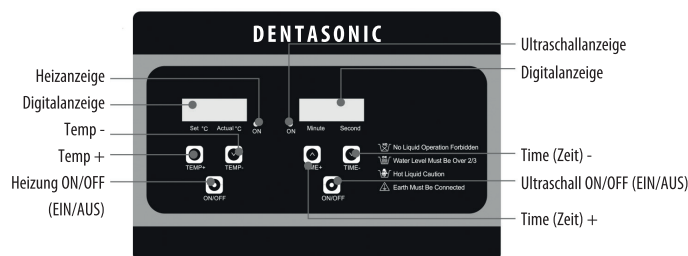 DENTASONIC
Heizanzeige
Digitalanzeige
Temp -
Temp +
Heizung ON/OFF
(EIN/AUS)
Set °C Actual °C ON
ON Minute Second
TEMP+ TEMP-
ON/OFF
TIME-
ON/OFF
No Liquid Operation Forbidden
Water Level Must Be Over 2/3
Hot Liquid Caution
Earth Must Be Connected
Ultraschallanzeige
Digitalanzeige
Time (Zeit) -
Ultraschall ON/OFF (EIN/AUS)
Time (Zeit) +